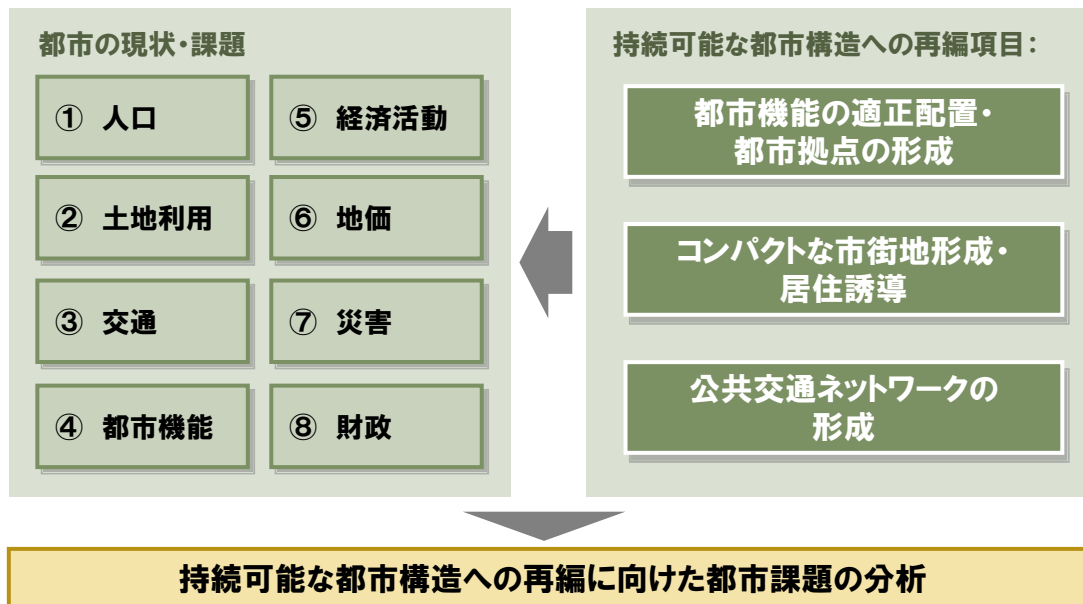 都市の現状・課題
① 人口
② 土地利用
③ 交通
④ 都市機能
⑤ 経済活動
⑥ 地価
⑦ 災害
⑧ 財政
持続可能な都市構造への再編項目：
都市機能の適正配置・
都市拠点の形成
コンパクトな市街地形成・
居住誘導
公共交通ネットワークの
形成
持続可能な都市構造への再編に向けた都市課題の分析